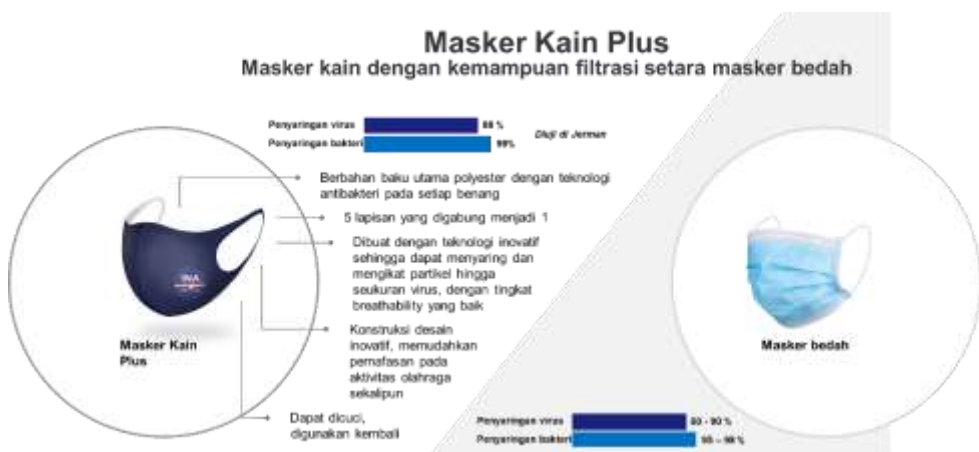 Masker Kain Plus
Masker kain dengan kemampuan filtrasi setara masker bedah
Penyaringan virus
Penyaringan bakteri 99%
Diuji di Jerman
Berbahan baku utama polyester dengan teknologi
antibakteri pada setiap benang
5 lapisan yang digabung menjadi 1
Dibuat dengan teknologi inovatif
sehingga dapat menyaring dan
mengikat partikel hingga
seukuran virus, dengan tingkat
breathability yang baik
Konstruksi desain
inovatif, memudahkan
pernafasan pada
aktivitas olahraga
sekalipun
Dapat dicuci,
digunakan kembali
Masker Kain
Plus
Masker bedah
Penyaringan virus
Penyaringan bakteri